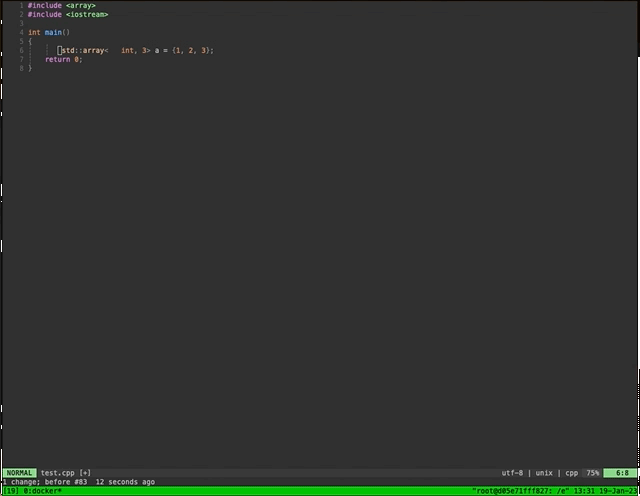 1 #include <array>
2 #include <iostream>
3
4 int main()
5 {
6 std::array<   int, 3> a = {1, 2, 3};
7 return 0;
8 }
NORMAL test.cpp [+] utf-8 | unix | cpp 75% 6:8
1 change; before #83  12 seconds ago
[19] 0:docker* "root@d05e71fff827: /e" 13:31 19-Jan-23